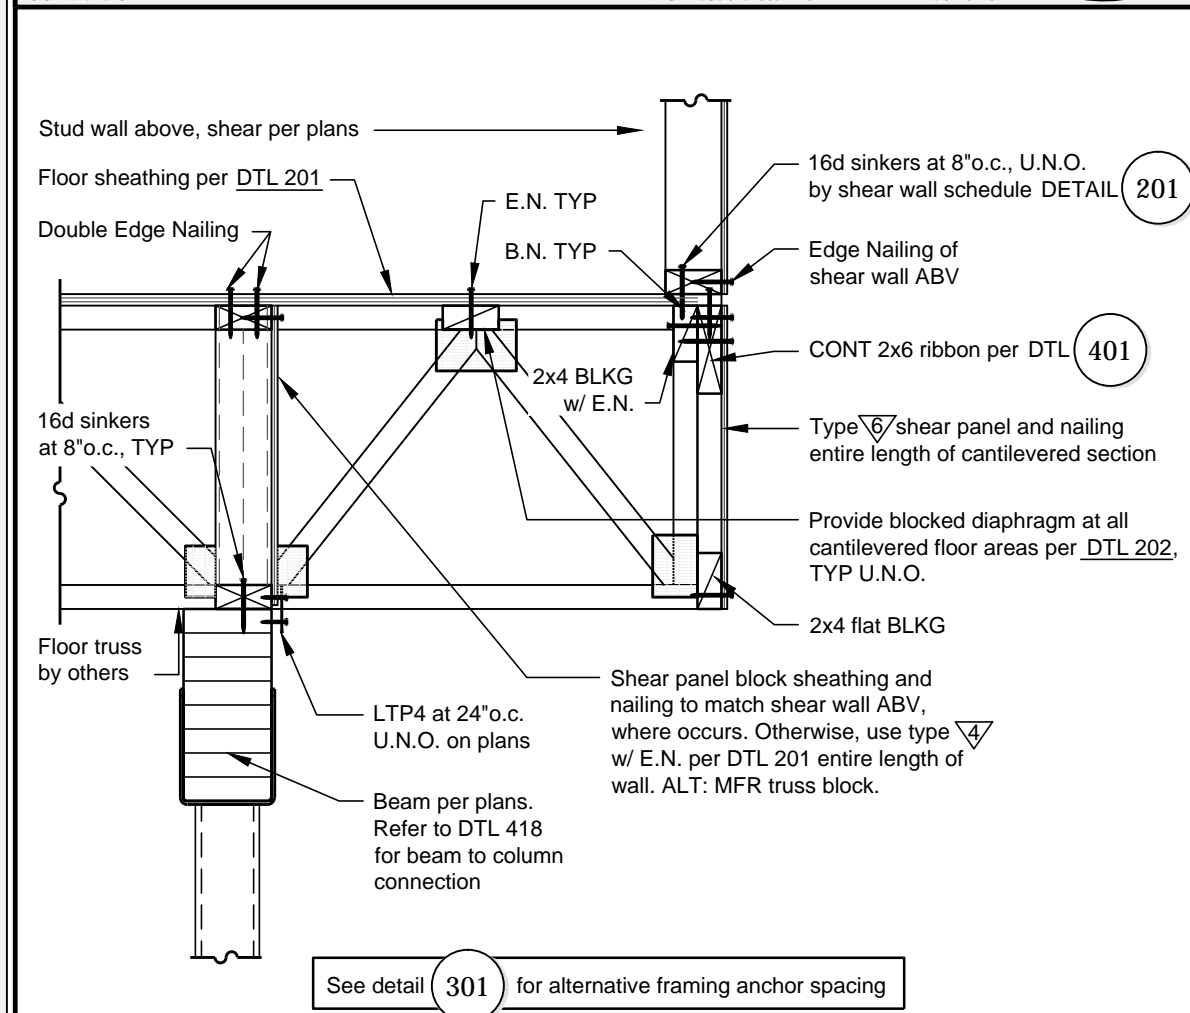 Stud wall above, shear per plans
Floor sheathing per DTL 201
Double Edge Nailing
E.N. TYP
B.N. TYP
16d sinkers at 8"o.c., U.N.O.
by shear wall schedule DETAIL 201
Edge Nailing of
shear wall ABV
CONT 2x6 ribbon per DTL 401
2x4 BLKG
w/ E.N.
16d sinkers
at 8"o.c., TYP
Type 6 shear panel and nailing
entire length of cantilevered section
Provide blocked diaphragm at all
cantilevered floor areas per DTL 202,
TYP U.N.O.
2x4 flat BLKG
Floor truss
by others
LTP4 at 24"o.c.
U.N.O. on plans
Shear panel block sheathing and
nailing to match shear wall ABV,
where occurs. Otherwise, use type 4
w/ E.N. per DTL 201 entire length of
wall. ALT: MFR truss block.
Beam per plans.
Refer to DTL 418
for beam to column
connection
See detail 301 for alternative framing anchor spacing